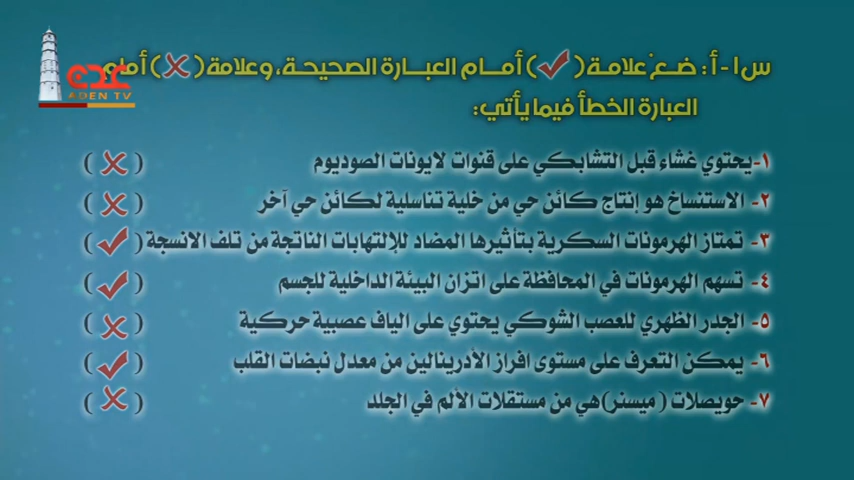 س١-أ: ضعْ علامة (✓) أمام العبارة الصحيحة، وعلامة (✗) أمام
العبارة الخطأ فيما يأتي:
عدن
ADEN TV
١- يحتوي غشاء قبل التشابكي على قنوات لايونات الصوديوم (✗)
٢- الاستنساخ هو إنتاج كائن حي من خلية تناسلية لكائن حي آخر (✗)
٣- تمتاز الهرمونات السكرية بتأثيرها المضاد للإلتهابات الناتجة من تلف الانسجة (✓)
٤- تسهم الهرمونات في المحافظة على اتزان البيئة الداخلية للجسم (✓)
٥- الجدر الظهري للعصب الشوكي يحتوي على الياف عصبية حركية (✗)
٦- يمكن التعرف على مستوى افراز الأدرينالين من معدل نبضات القلب (✓)
٧- حويصلات (ميسنر) هي من مستقلات الألم في الجلد (✗)